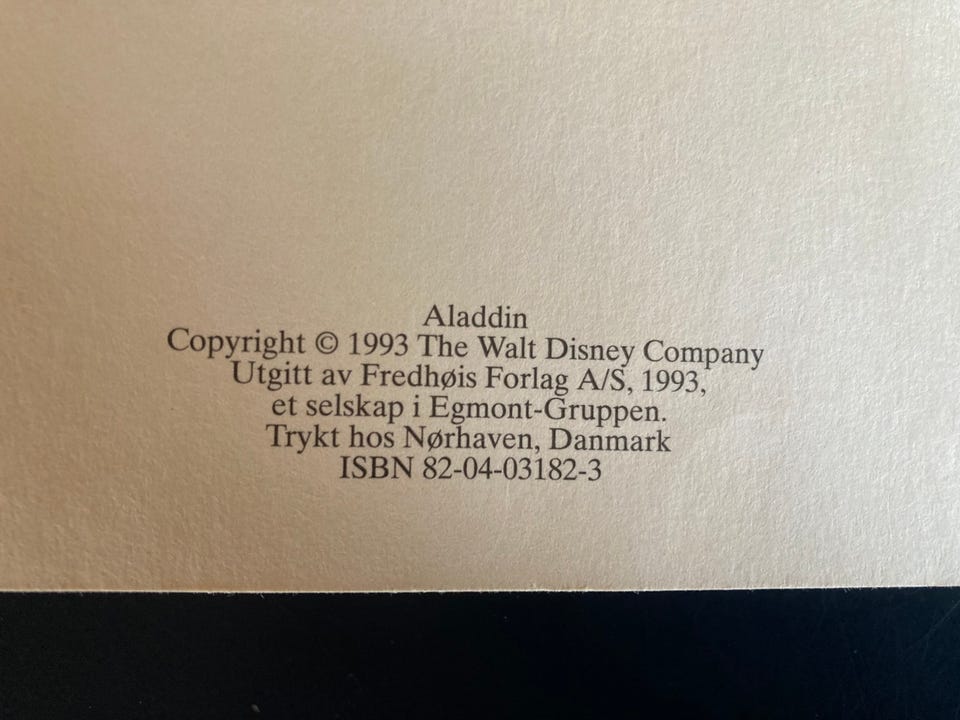 Aladdin
Copyright © 1993 The Walt Disney Company
Utgitt av Fredhøis Forlag A/S, 1993,
et selskap i Egmont-Gruppen.
Trykt hos Nørhaven, Danmark
ISBN 82-04-03182-3